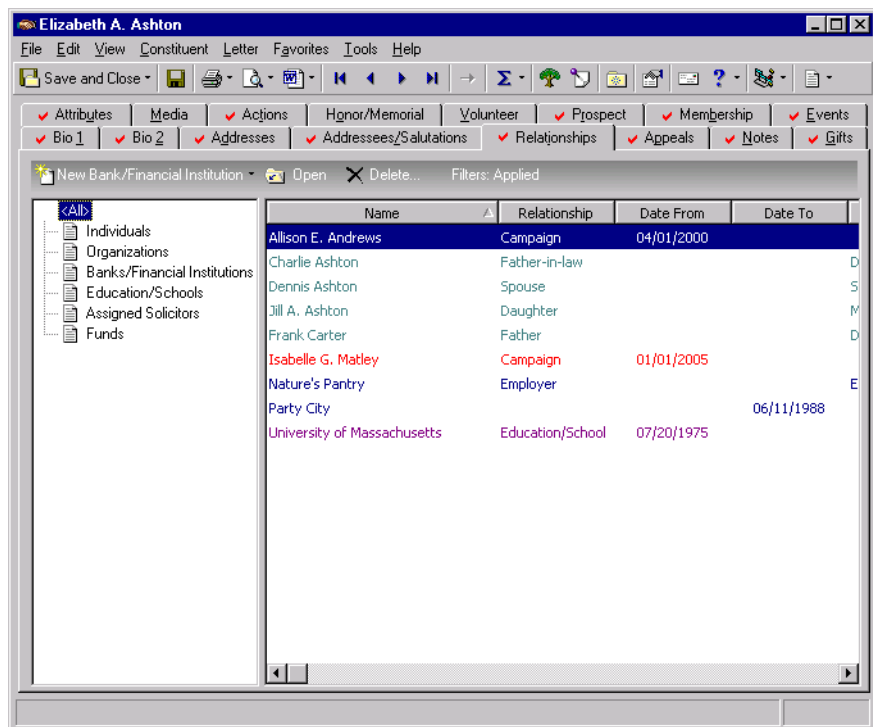 Elizabeth A. Ashton
File Edit View Constituent Letter Favorites Tools Help
Save and Close
Attributes Media Actions Honor/Memorial Volunteer Prospect Membership Events
Bio 1 Bio 2 Addresses Addressees/Salutations Relationships Appeals Notes Gifts
New Bank/Financial Institution Open Delete... Filters: Applied
<All>
Individuals
Organizations
Banks/Financial Institutions
Education/Schools
Assigned Solicitors
Funds
Name Relationship Date From Date To
Allison E. Andrews Campaign 04/01/2000
Charlie Ashton Father-in-law D
Dennis Ashton Spouse S
Jill A. Ashton Daughter M
Frank Carter Father D
Isabelle G. Matley Campaign 01/01/2005
Nature's Pantry Employer E
Party City 06/11/1988
University of Massachusetts Education/School 07/20/1975